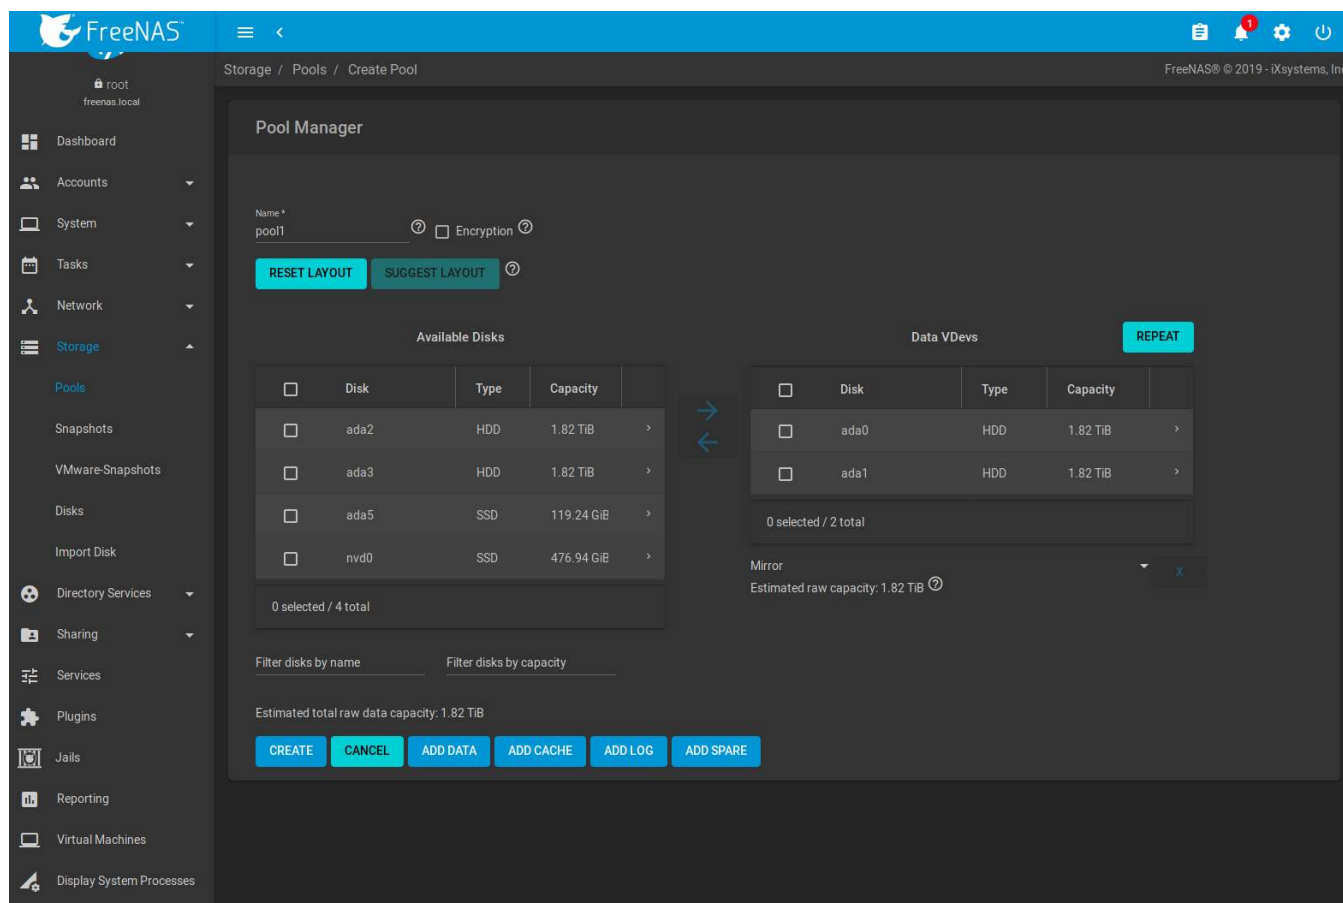 FreeNAS
1
root
freenas.local
Storage / Pools / Create Pool
FreeNAS® © 2019 - iXsystems, In
Dashboard
Accounts
System
Tasks
Network
Storage
Pools
Snapshots
VMware-Snapshots
Disks
Import Disk
Directory Services
Sharing
Services
Plugins
Jails
Reporting
Virtual Machines
Display System Processes
Pool Manager
Name *
pool1
Encryption
RESET LAYOUT SUGGEST LAYOUT
Available Disks
Disk Type Capacity
ada2 HDD 1.82 TiB
ada3 HDD 1.82 TiB
ada5 SSD 119.24 GiB
nvd0 SSD 476.94 GiB
0 selected / 4 total
Filter disks by name Filter disks by capacity
Data VDevs REPEAT
Disk Type Capacity
ada0 HDD 1.82 TiB
ada1 HDD 1.82 TiB
0 selected / 2 total
Mirror X
Estimated raw capacity: 1.82 TiB
Estimated total raw data capacity: 1.82 TiB
CREATE CANCEL ADD DATA ADD CACHE ADD LOG ADD SPARE